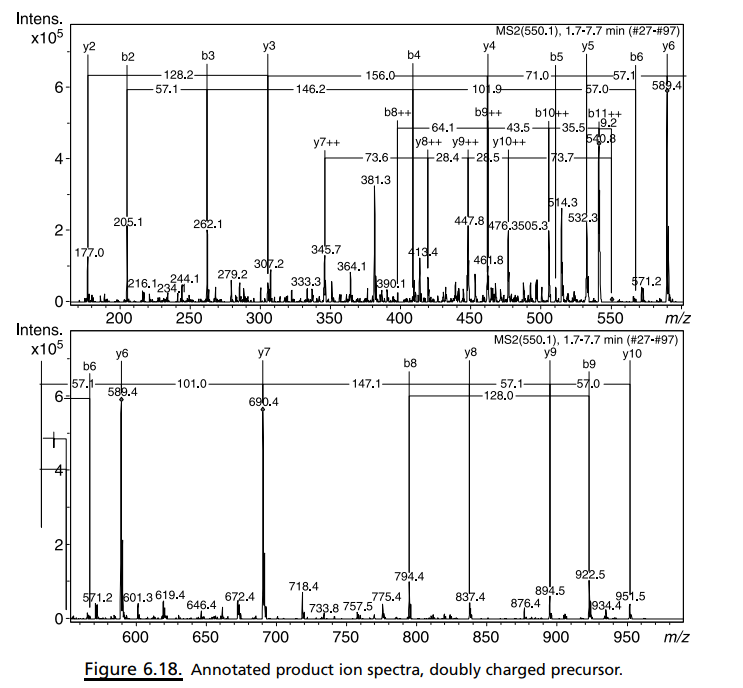 Intens.
x10⁵
MS2(550.1), 1.7-7.7 min (#27-#97)
y2 b2 b3 y3 b4 y4 b5 y5 b6 y6
128.2 156.0 71.0 57.1
57.1 146.2 101.9 57.0
6 589.4
b8++ b9++ b10++ b11++
64.1 43.5 35.5 9.2
y7++ y8++ y9++ y10++ 540.8
4 73.6 28.4 28.5 73.7
381.3
2 205.1 262.1 447.8 476.3 505.3 514.3 532.3
177.0 345.7 413.4 461.8
216.1 234. 244.1 279.2 307.2 333.3 364.1 390.1 571.2
0
200 250 300 350 400 450 500 550 m/z
Intens.
x10⁵
MS2(550.1), 1.7-7.7 min (#27-#97)
b6 y6 y7 b8 y8 y9 b9 y10
57.1 101.0 147.1 57.1 57.0
6 589.4 690.4 128.0
4
2
794.4 922.5
571.2 601.3 619.4 646.4 672.4 718.4 733.8 757.5 775.4 837.4 876.4 894.5 934.4 951.5
0
600 650 700 750 800 850 900 950 m/z
Figure 6.18. Annotated product ion spectra, doubly charged precursor.